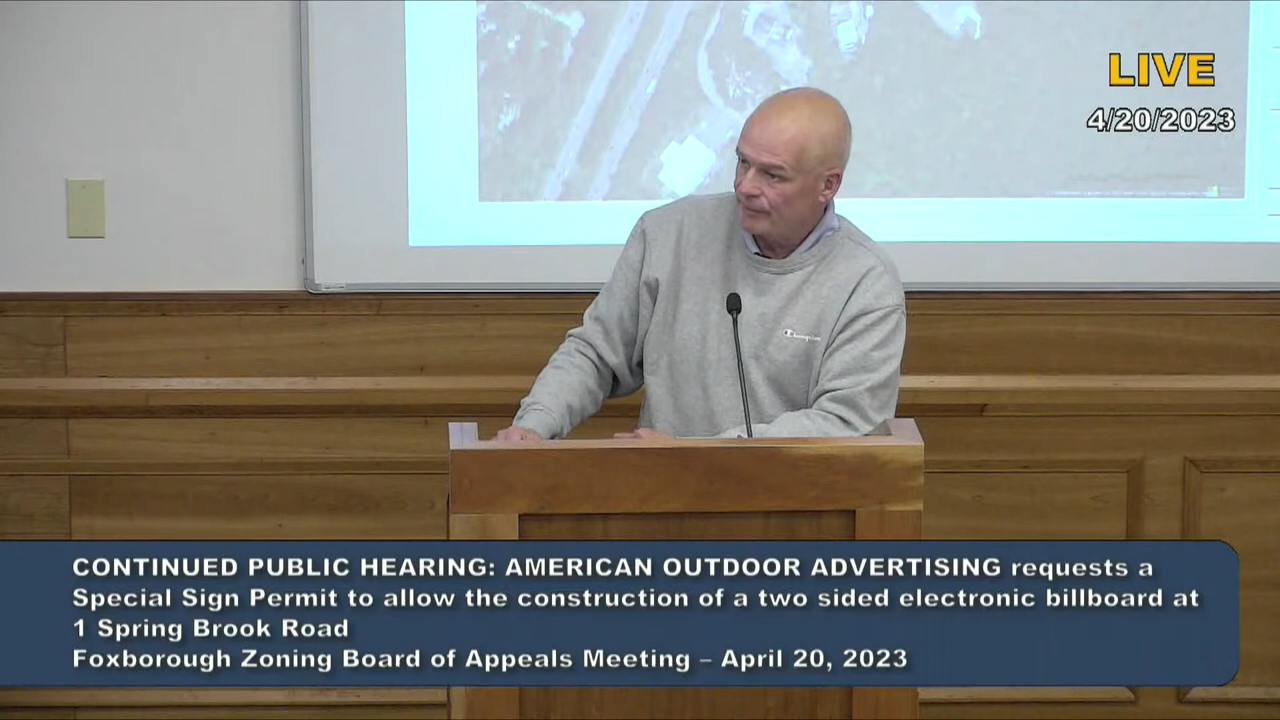 LIVE
4/20/2023
Champion
CONTINUED PUBLIC HEARING: AMERICAN OUTDOOR ADVERTISING requests a
Special Sign Permit to allow the construction of a two sided electronic billboard at
1 Spring Brook Road
Foxborough Zoning Board of Appeals Meeting – April 20, 2023